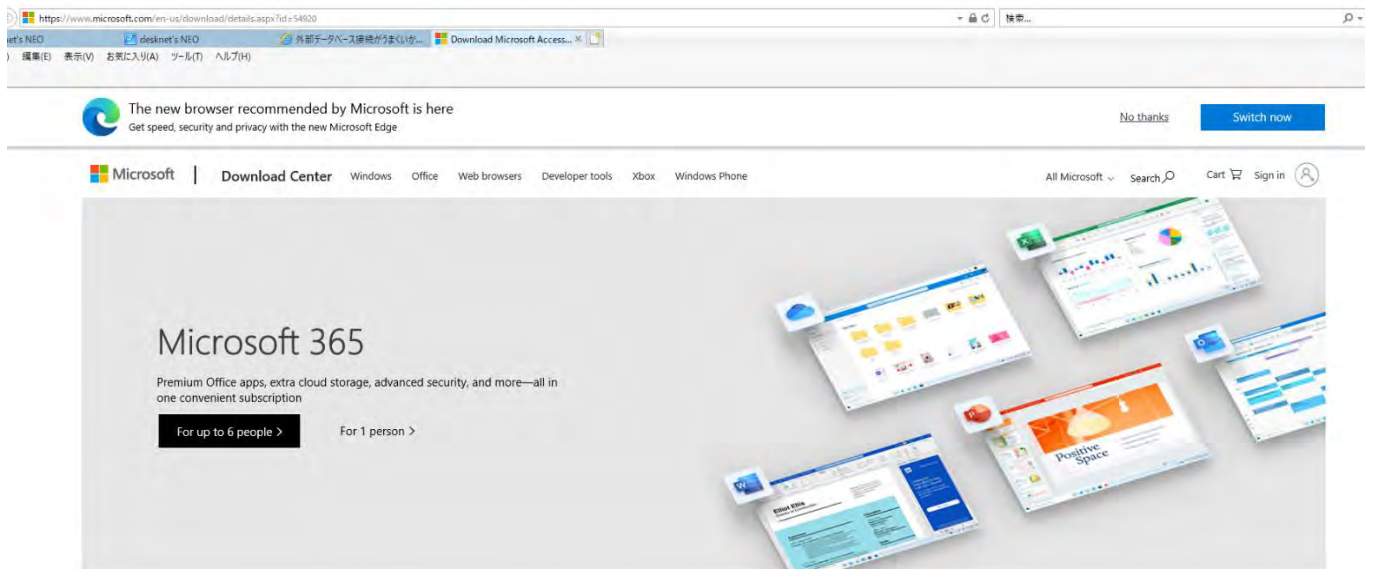 https://www.microsoft.com/en-us/download/details.aspx?id=54920
検索...
et's NEO
desknet's NEO
外部データベース接続がうまくいか...
Download Microsoft Access...
編集(E) 表示(V) お気に入り(A) ツール(T) ヘルプ(H)
The new browser recommended by Microsoft is here
Get speed, security and privacy with the new Microsoft Edge
No thanks
Switch now
Microsoft
Download Center Windows Office Web browsers Developer tools Xbox Windows Phone
All Microsoft Search Cart Sign in
Microsoft 365
Premium Office apps, extra cloud storage, advanced security, and more—all in
one convenient subscription
For up to 6 people >
For 1 person >
Positive
Space
Elliot Ellis